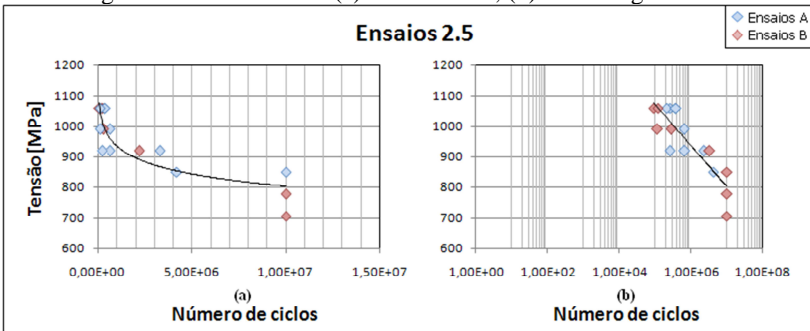 Ensaios 2.5
Ensaios A
Ensaios B
Tensão[MPa]
1200
1100
1000
900
800
700
600
0,00E+00 5,00E+06 1,00E+07 1,50E+07
(a)
Número de ciclos
1200
1100
1000
900
800
700
600
1,00E+00 1,00E+02 1,00E+04 1,00E+06 1,00E+08
(b)
Número de ciclos